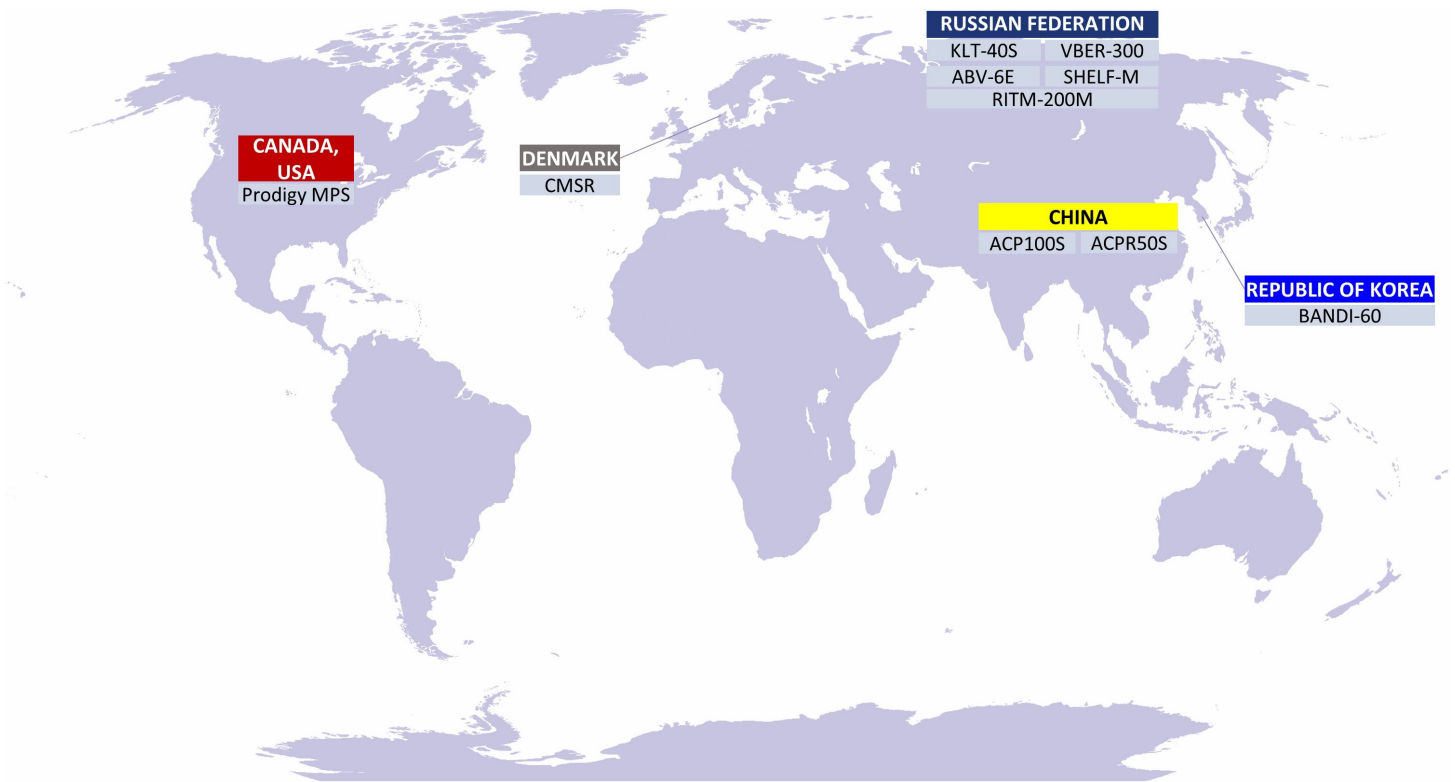 RUSSIAN FEDERATION
KLT-40S VBER-300
ABV-6E SHELF-M
RITM-200M
CANADA,
USA
Prodigy MPS
DENMARK
CMSR
CHINA
ACP100S ACPR50S
REPUBLIC OF KOREA
BANDI-60